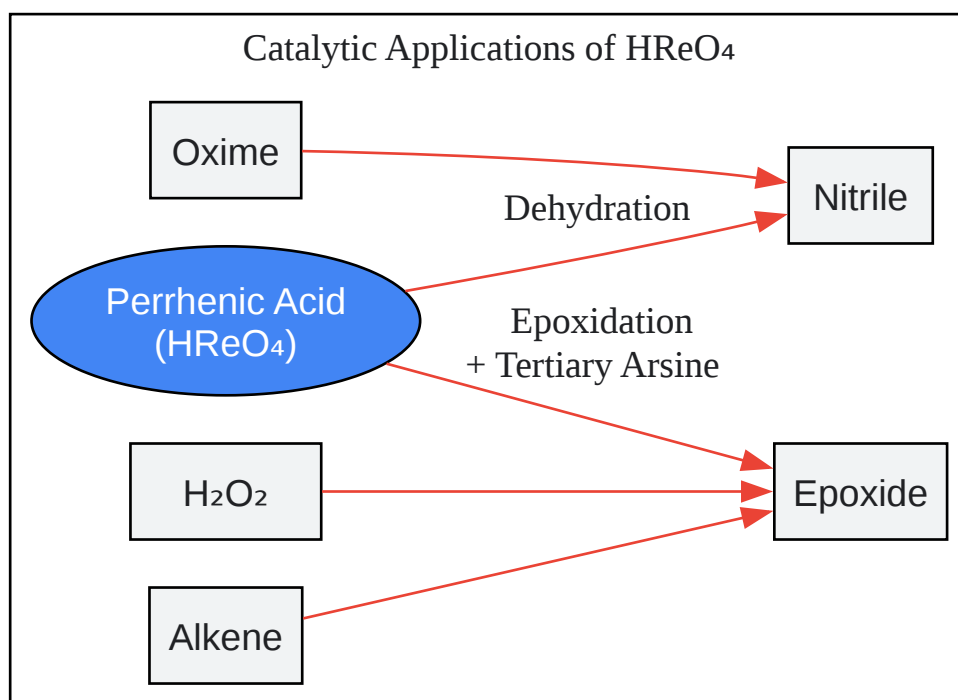 Catalytic Applications of HReO₄
Oxime
Nitrile
Dehydration
Perrhenic Acid
(HReO₄)
Epoxidation
+ Tertiary Arsine
H₂O₂
Epoxide
Alkene